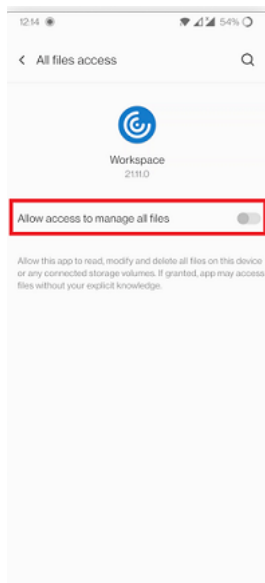 12:14 54%
All files access
Workspace
21.11.0
Allow access to manage all files
Allow this app to read, modify and delete all files on this device
or any connected storage volumes. If granted, app may access
files without your explicit knowledge.